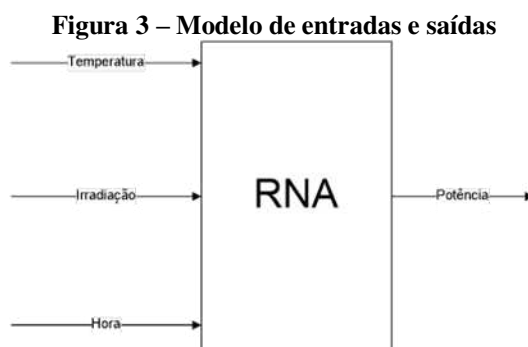 Figura 3 – Modelo de entradas e saídas
Temperatura
Irradiação
RNA
Potência
Hora